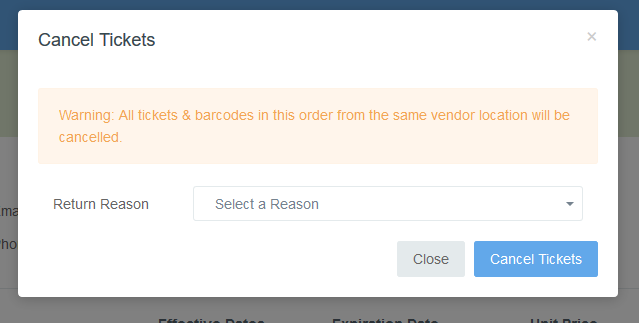 Cancel Tickets
×
Warning: All tickets & barcodes in this order from the same vendor location will be
cancelled.
Return Reason
Select a Reason
Close
Cancel Tickets
Effective Dates
Expiration Date
Unit Price